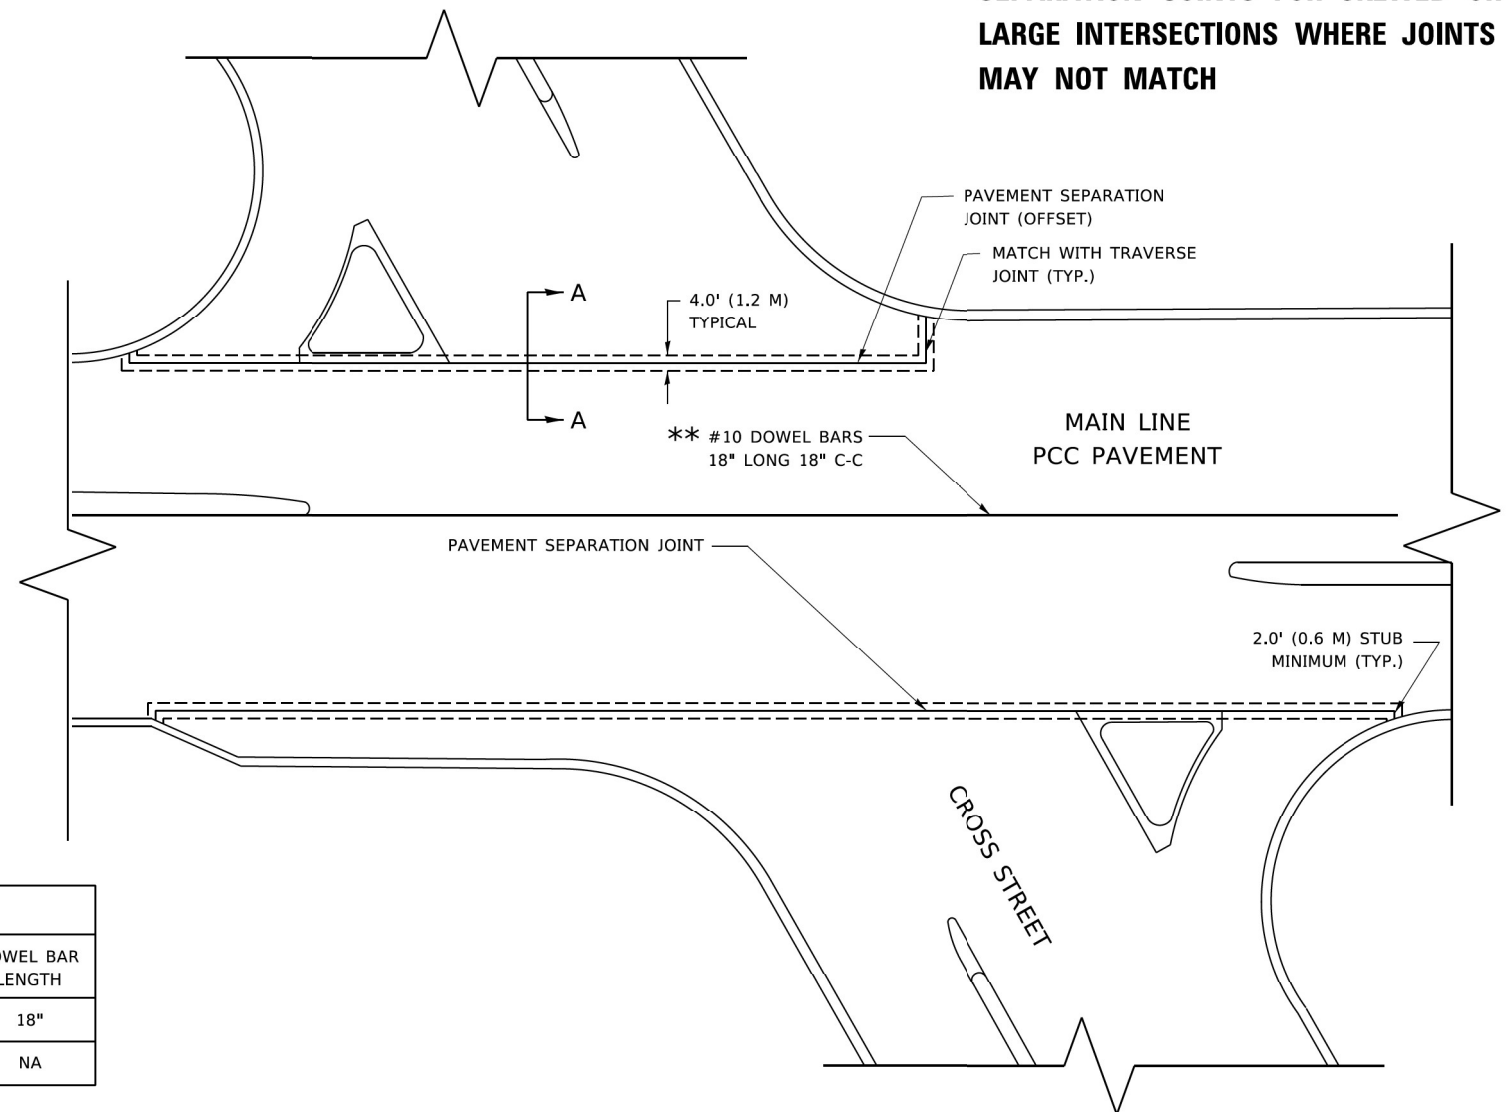 LARGE INTERSECTIONS WHERE JOINTS
MAY NOT MATCH
PAVEMENT SEPARATION
JOINT (OFFSET)
MATCH WITH TRAVERSE
JOINT (TYP.)
A
4.0' (1.2 M)
TYPICAL
A
MAIN LINE
PCC PAVEMENT
** #10 DOWEL BARS
18" LONG 18" C-C
PAVEMENT SEPARATION JOINT
2.0' (0.6 M) STUB
MINIMUM (TYP.)
CROSS STREET
BAR
LENGTH
18"
NA